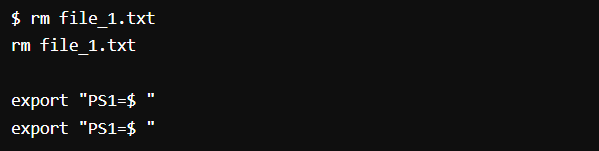 $ rm file_1.txt
rm file_1.txt
export "PS1=$ "
export "PS1=$ "